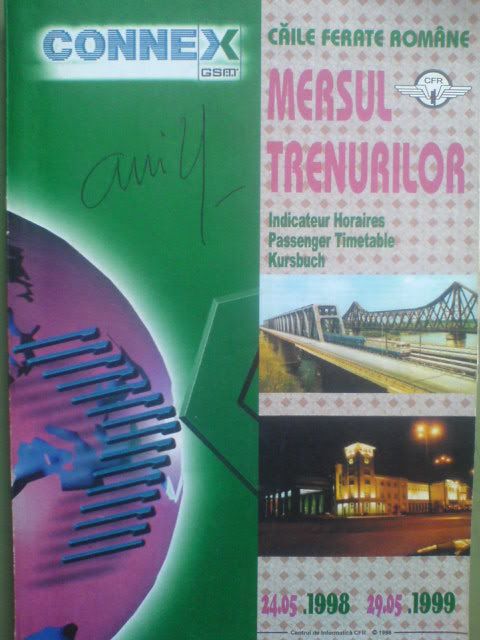 CONNEX
GSM
CĂILE FERATE ROMÂNE
MERSUL
CFR
TRENURILOR
Indicateur Horaires
Passenger Timetable
Kursbuch
24.05 .1998 29.05 .1999
Centrul de Informatică CFR © 1998